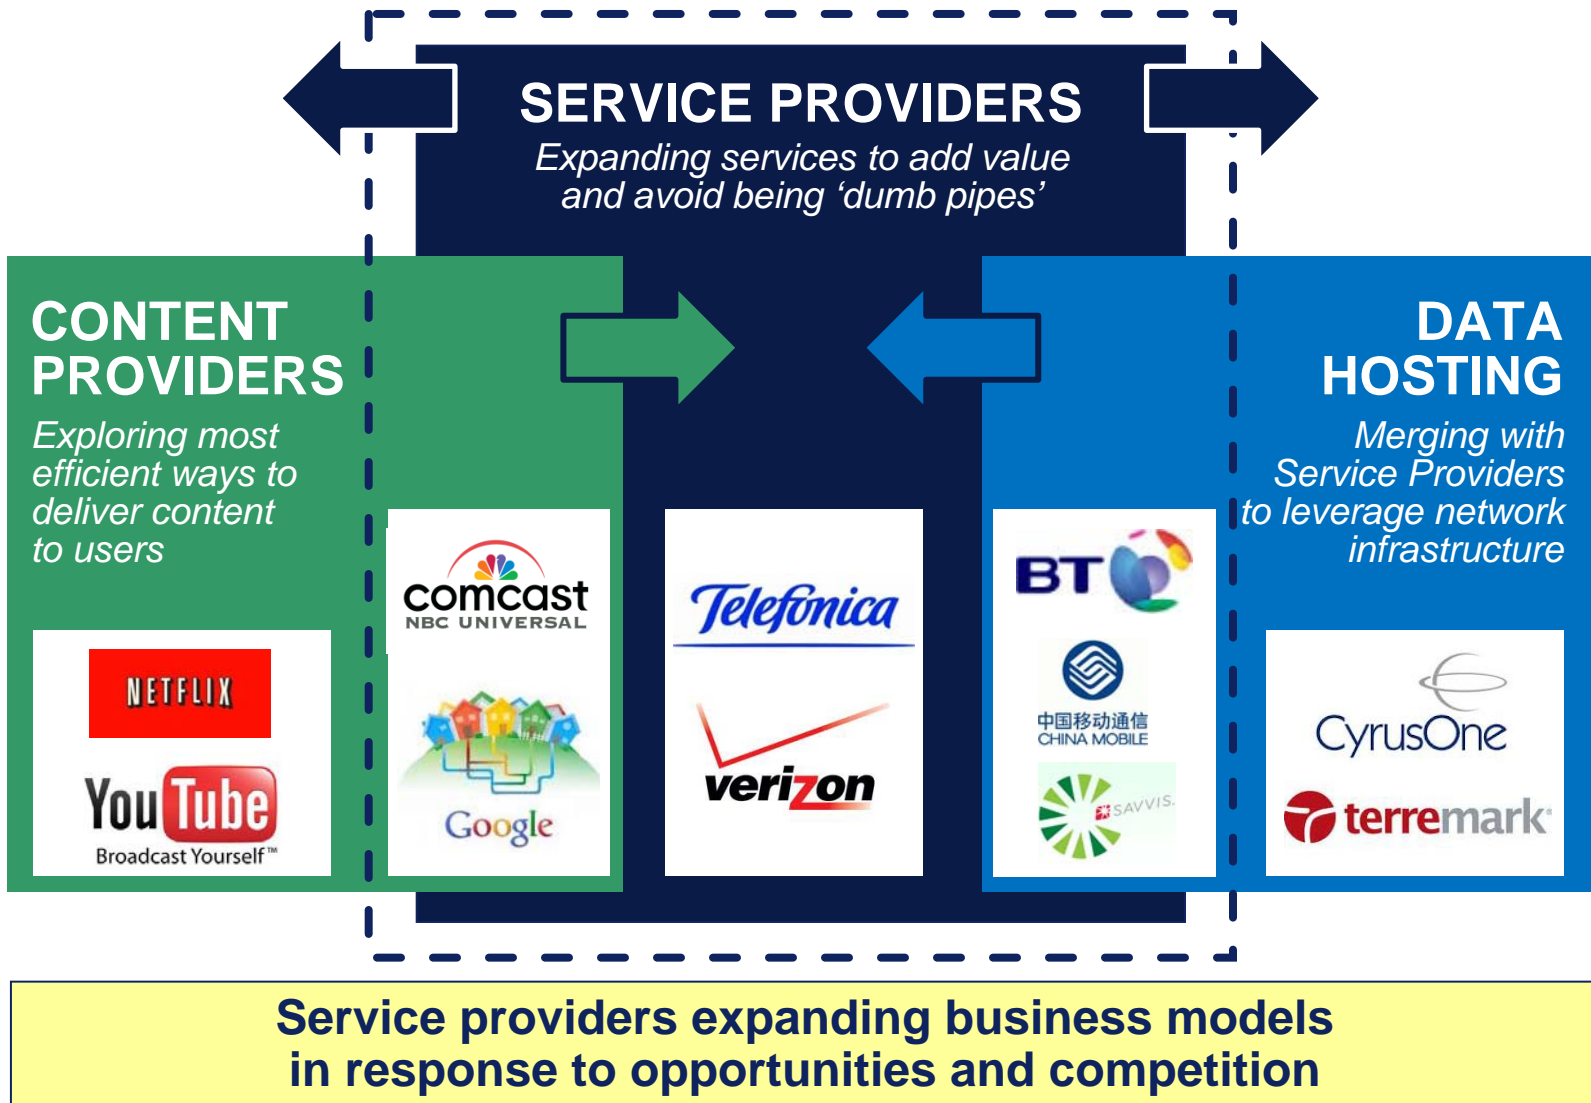 SERVICE PROVIDERS
Expanding services to add value
and avoid being ‘dumb pipes’
CONTENT
PROVIDERS
Exploring most
efficient ways to
deliver content
to users
NETFLIX
You Tube
Broadcast Yourself™
comcast
NBC UNIVERSAL
Google
Telefónica
verizon
BT
中国移动通信
CHINA MOBILE
SAVVIS.
DATA
HOSTING
Merging with
Service Providers
to leverage network
infrastructure
CyrusOne
terremark
Service providers expanding business models
in response to opportunities and competition